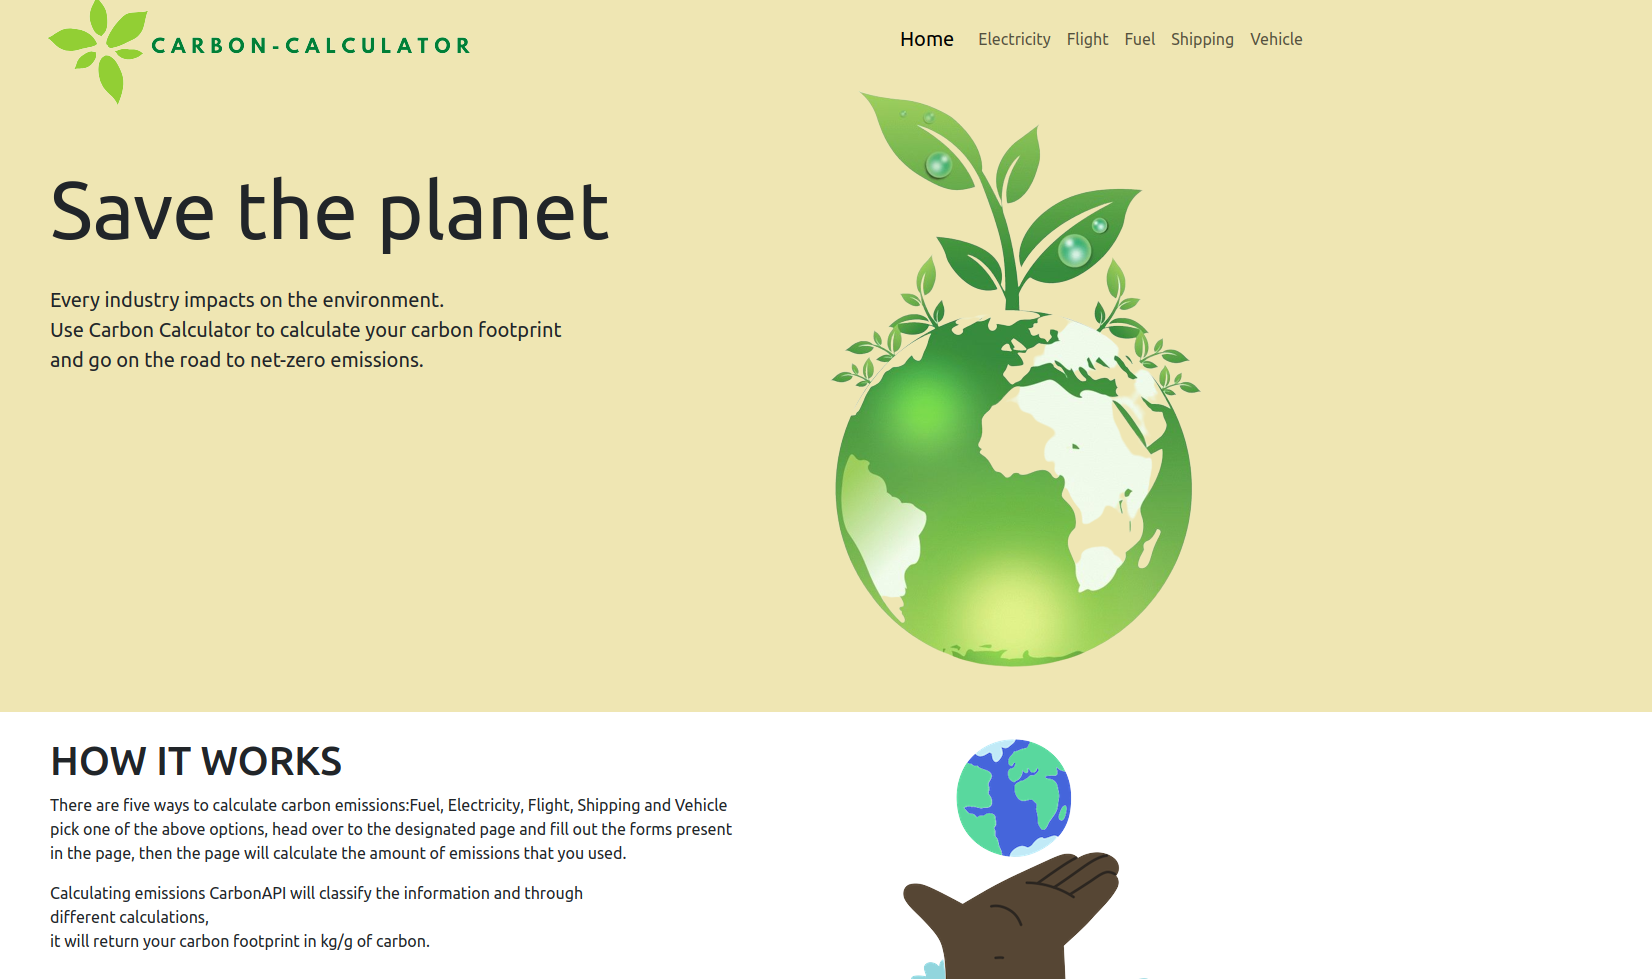 CARBON-CALCULATOR
Home Electricity Flight Fuel Shipping Vehicle
Save the planet
Every industry impacts on the environment.
Use Carbon Calculator to calculate your carbon footprint
and go on the road to net-zero emissions.
HOW IT WORKS
There are five ways to calculate carbon emissions:Fuel, Electricity, Flight, Shipping and Vehicle
pick one of the above options, head over to the designated page and fill out the forms present
in the page, then the page will calculate the amount of emissions that you used.
Calculating emissions CarbonAPI will classify the information and through
different calculations,
it will return your carbon footprint in kg/g of carbon.